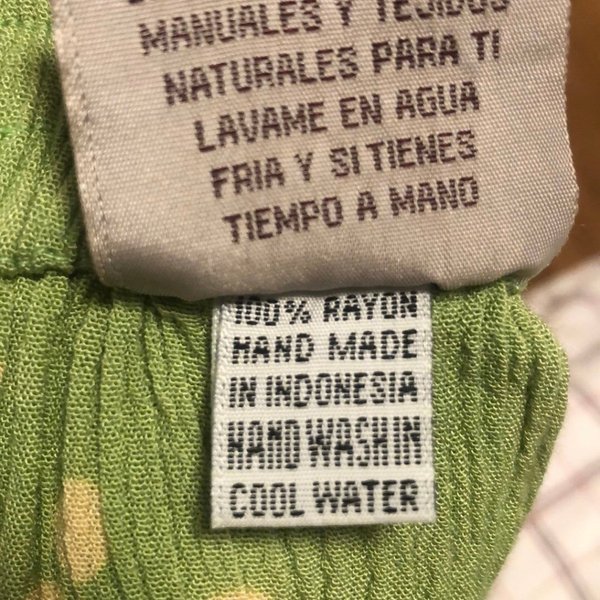 MANUALES Y TEJIDOS
NATURALES PARA TI
LAVAME EN AGUA
FRIA Y SI TIENES
TIEMPO A MANO
100% RAYON
HAND MADE
IN INDONESIA
HAND WASH IN
COOL WATER